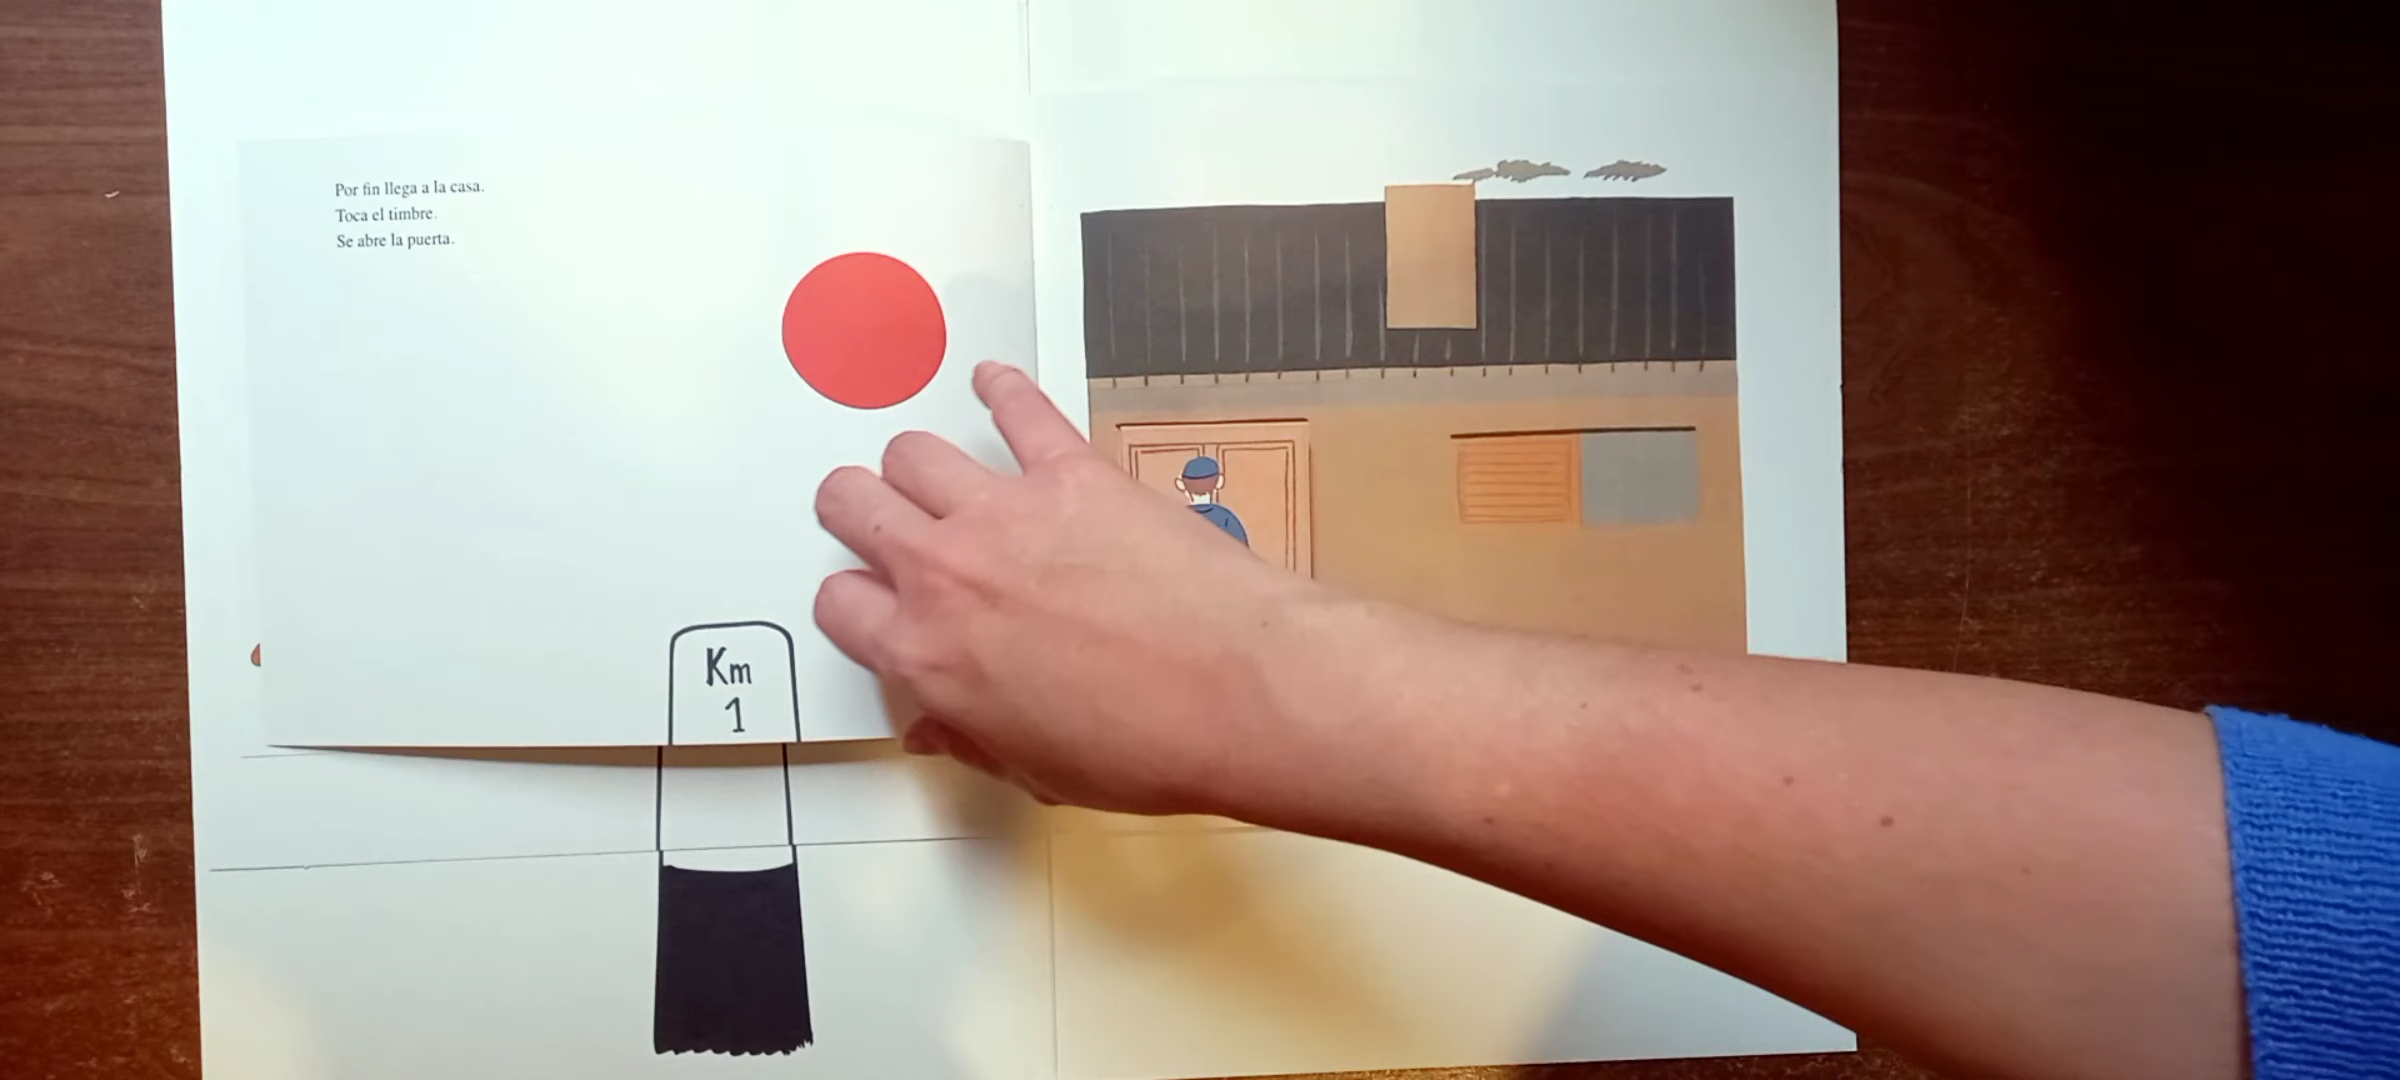 Por fin llega a la casa.
Toca el timbre.
Se abre la puerta.
Km
1